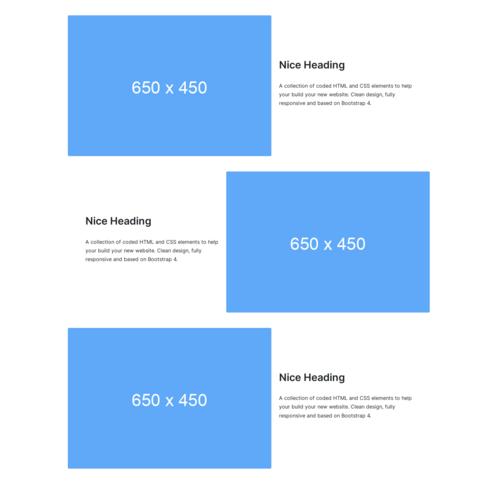 650 x 450
Nice Heading
A collection of coded HTML and CSS elements to help
your build your new website. Clean design, fully
responsive and based on Bootstrap 4.
Nice Heading
A collection of coded HTML and CSS elements to help
your build your new website. Clean design, fully
responsive and based on Bootstrap 4.
650 x 450
650 x 450
Nice Heading
A collection of coded HTML and CSS elements to help
your build your new website. Clean design, fully
responsive and based on Bootstrap 4.